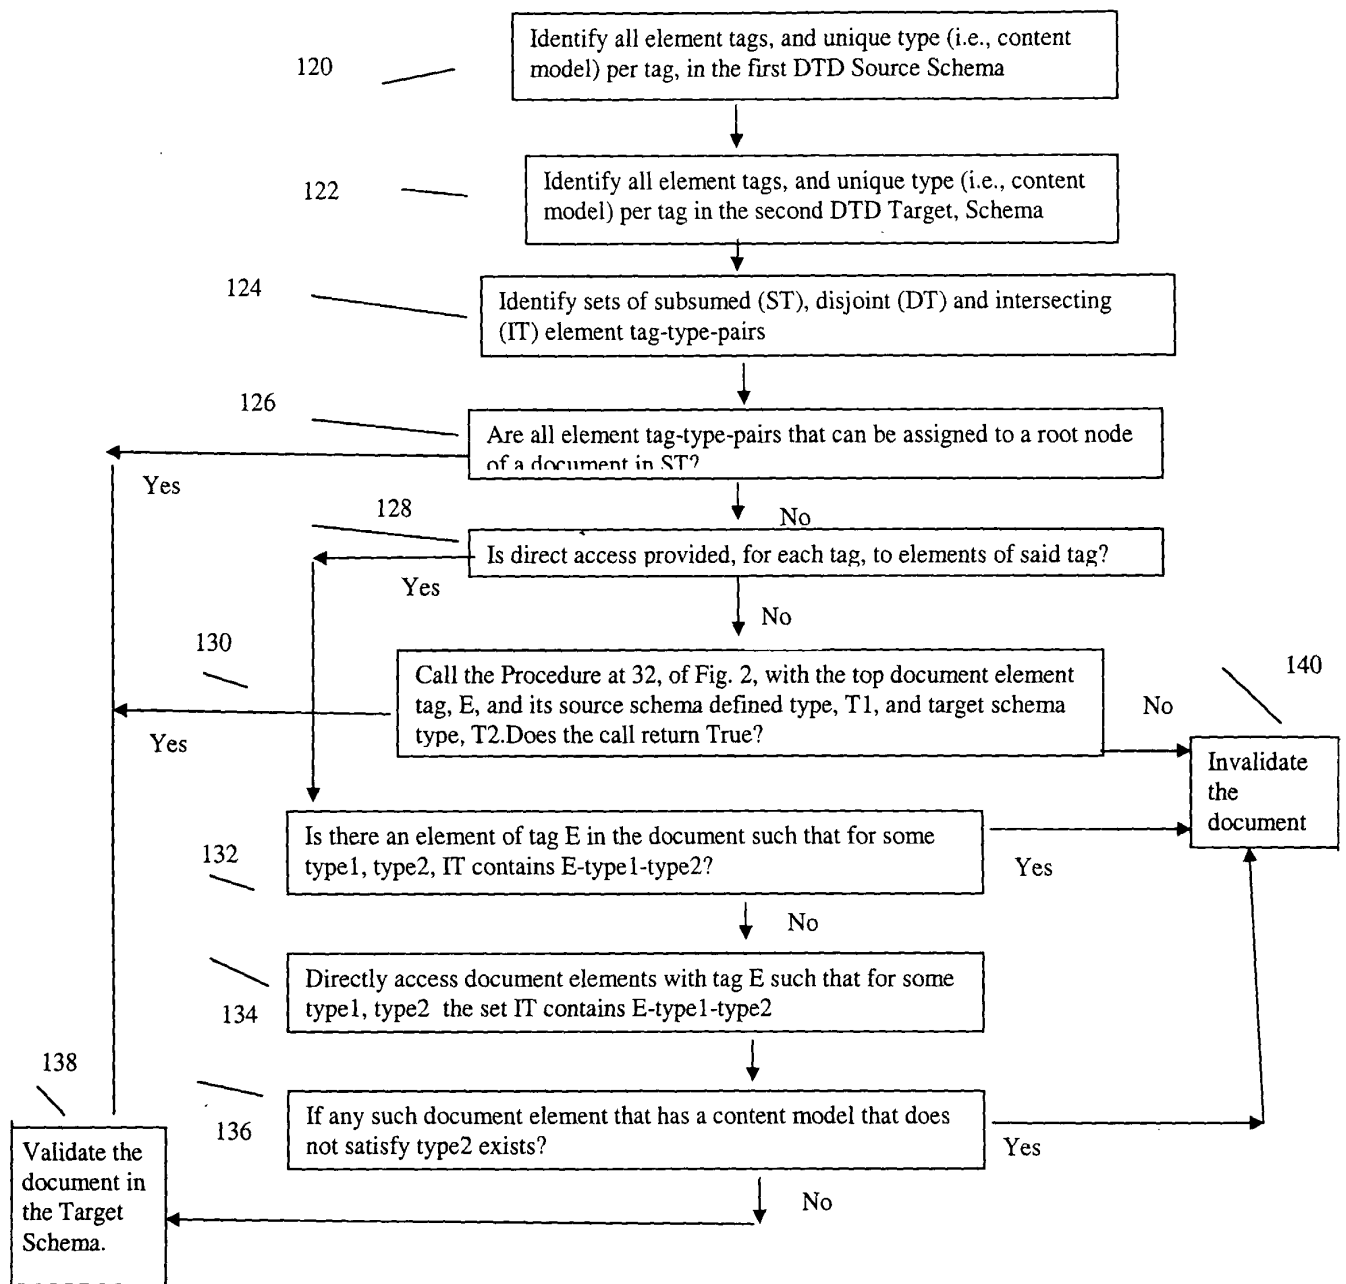 120
Identify all element tags, and unique type (i.e., content
model) per tag, in the first DTD Source Schema
122
Identify all element tags, and unique type (i.e., content
model) per tag in the second DTD Target, Schema
124
Identify sets of subsumed (ST), disjoint (DT) and intersecting
(IT) element tag-type-pairs
126
Are all element tag-type-pairs that can be assigned to a root node
of a document in ST?
Yes
No
128
Is direct access provided, for each tag, to elements of said tag?
Yes
No
130
Call the Procedure at 32, of Fig. 2, with the top document element
tag, E, and its source schema defined type, T1, and target schema
type, T2.Does the call return True?
Yes
No
140
Invalidate
the
document
132
Is there an element of tag E in the document such that for some
type1, type2, IT contains E-type1-type2?
Yes
No
134
Directly access document elements with tag E such that for some
type1, type2 the set IT contains E-type1-type2
136
If any such document element that has a content model that does
not satisfy type2 exists?
Yes
No
138
Validate the
document in
the Target
Schema.